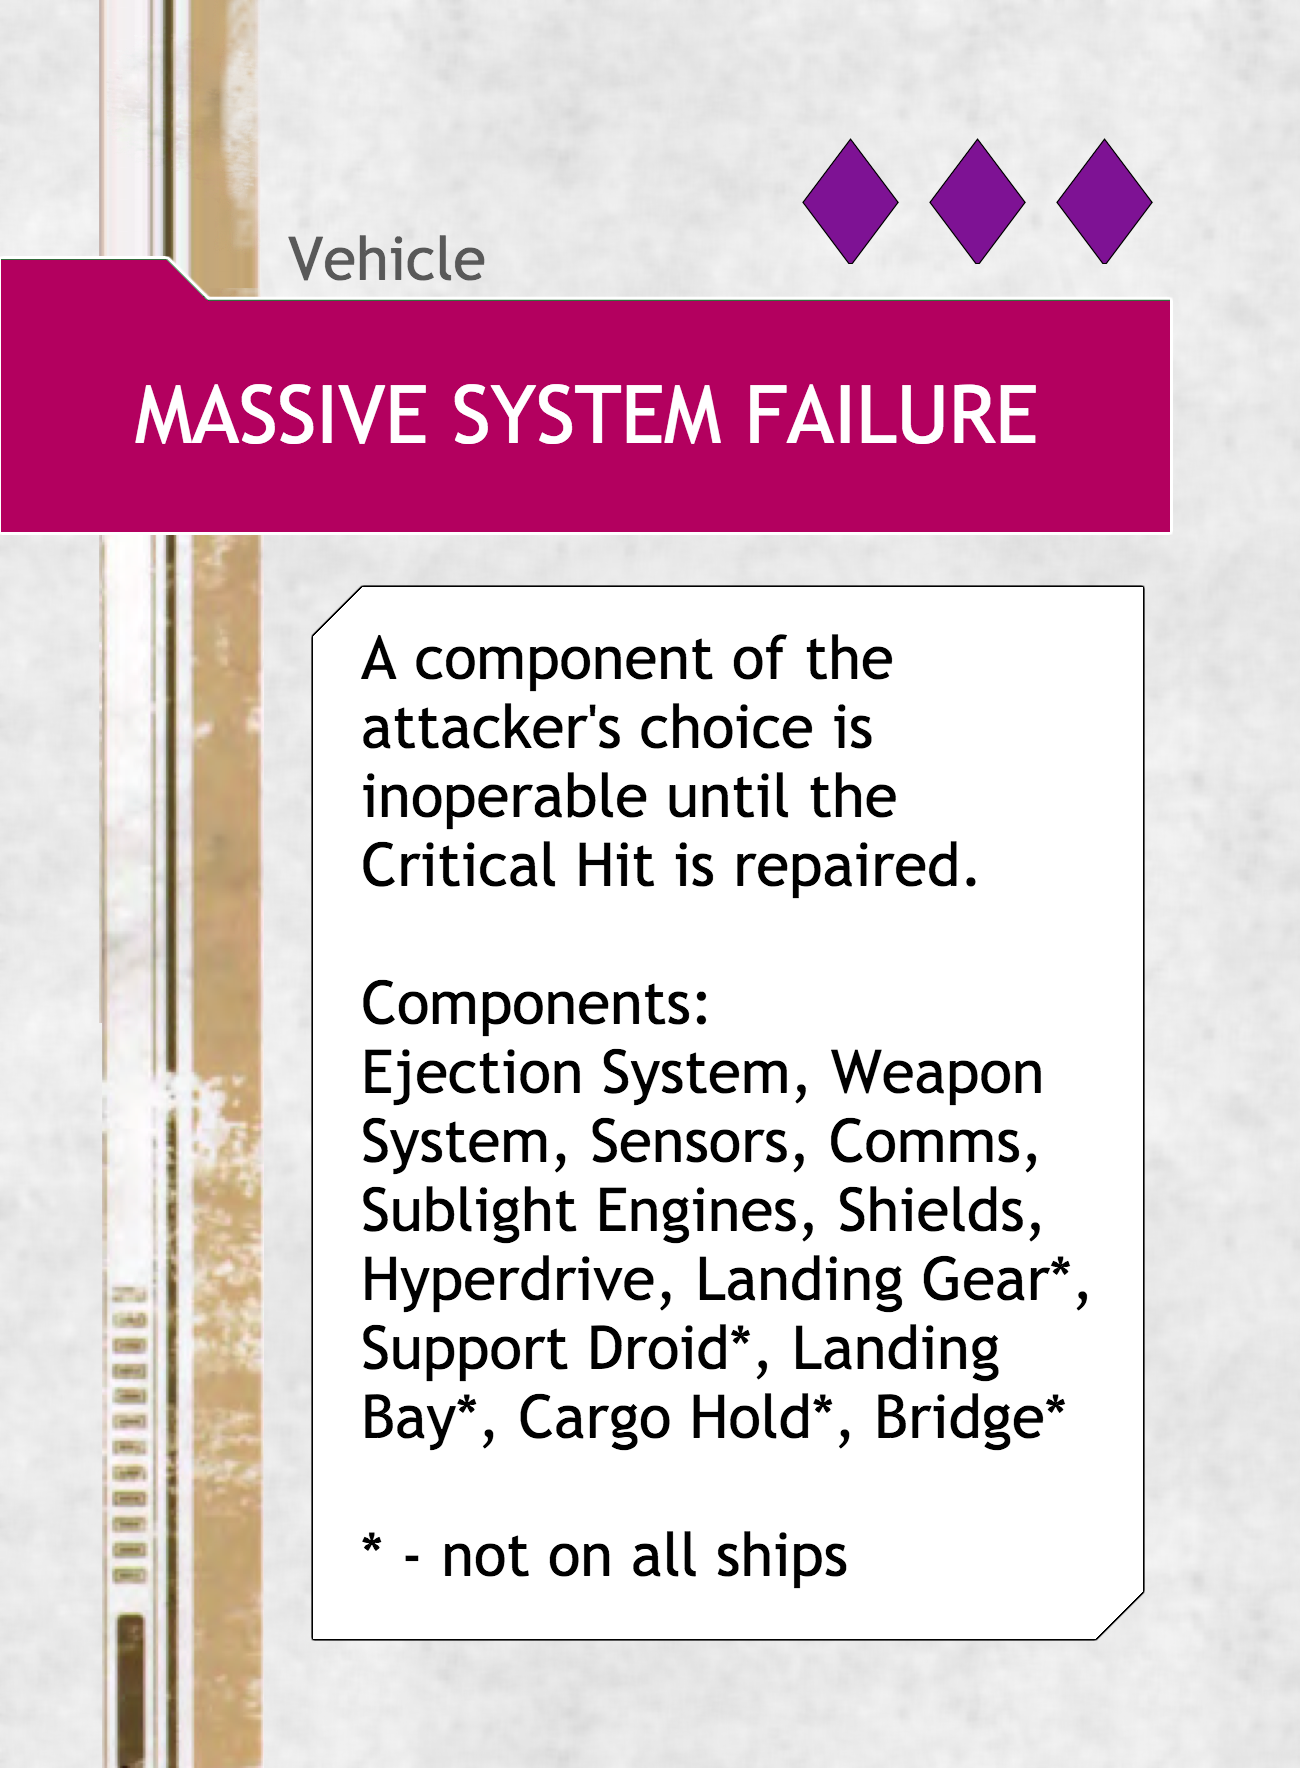 Vehicle
MASSIVE SYSTEM FAILURE
A component of the
attacker's choice is
inoperable until the
Critical Hit is repaired.
Components:
Ejection System, Weapon
System, Sensors, Comms,
Sublight Engines, Shields,
Hyperdrive, Landing Gear*,
Support Droid*, Landing
Bay*, Cargo Hold*, Bridge*
* - not on all ships